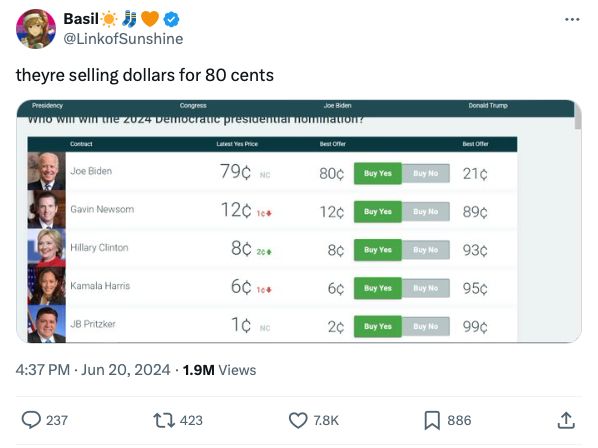 Basil☀️🧦🧡
@LinkofSunshine
theyre selling dollars for 80 cents
Presidency Congress Joe Biden Donald Trump
Who will win the 2024 Democratic presidential nomination?
Contract Latest Yes Price Best Offer Best Offer
Joe Biden 79¢ NC 80¢ Buy Yes Buy No 21¢
Gavin Newsom 12¢ 1¢ 12¢ Buy Yes Buy No 89¢
Hillary Clinton 8¢ 2¢ 8¢ Buy Yes Buy No 93¢
Kamala Harris 6¢ 1¢ 6¢ Buy Yes Buy No 95¢
JB Pritzker 1¢ NC 2¢ Buy Yes Buy No 99¢
4:37 PM · Jun 20, 2024 · 1.9M Views
237 423 7.8K 886